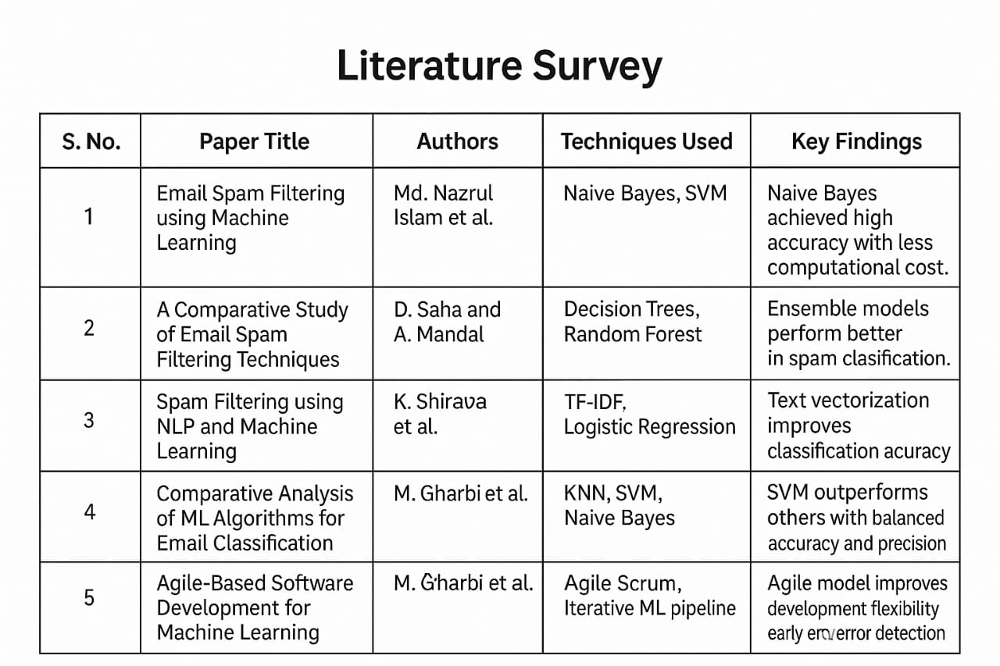 Literature Survey
S. No.
Paper Title
Authors
Techniques Used
Key Findings
1
Email Spam Filtering
using Machine
Learning
Md. Nazrul
Islam et al.
Naive Bayes, SVM
Naive Bayes
achieved high
accuracy with less
computational cost.
2
A Comparative Study
of Email Spam
Filtering Techniques
D. Saha and
A. Mandal
Decision Trees,
Random Forest
Ensemble models
perform better
in spam clasification.
3
Spam Filtering using
NLP and Machine
Learning
K. Shirava
et al.
TF-IDF,
Logistic Regression
Text vectorization
improves
classification acuracy
4
Comparative Analysis
of ML Algorithms for
Email Classification
M. Gharbi et al.
KNN, SVM,
Naive Bayes
SVM outperforms
others with balanced
accuracy and precision
5
Agile-Based Software
Development for
Machine Learning
M. Gharbi et al.
Agile Scrum,
Iterative ML pipeline
Agile model improves
development flexibility
early error detection